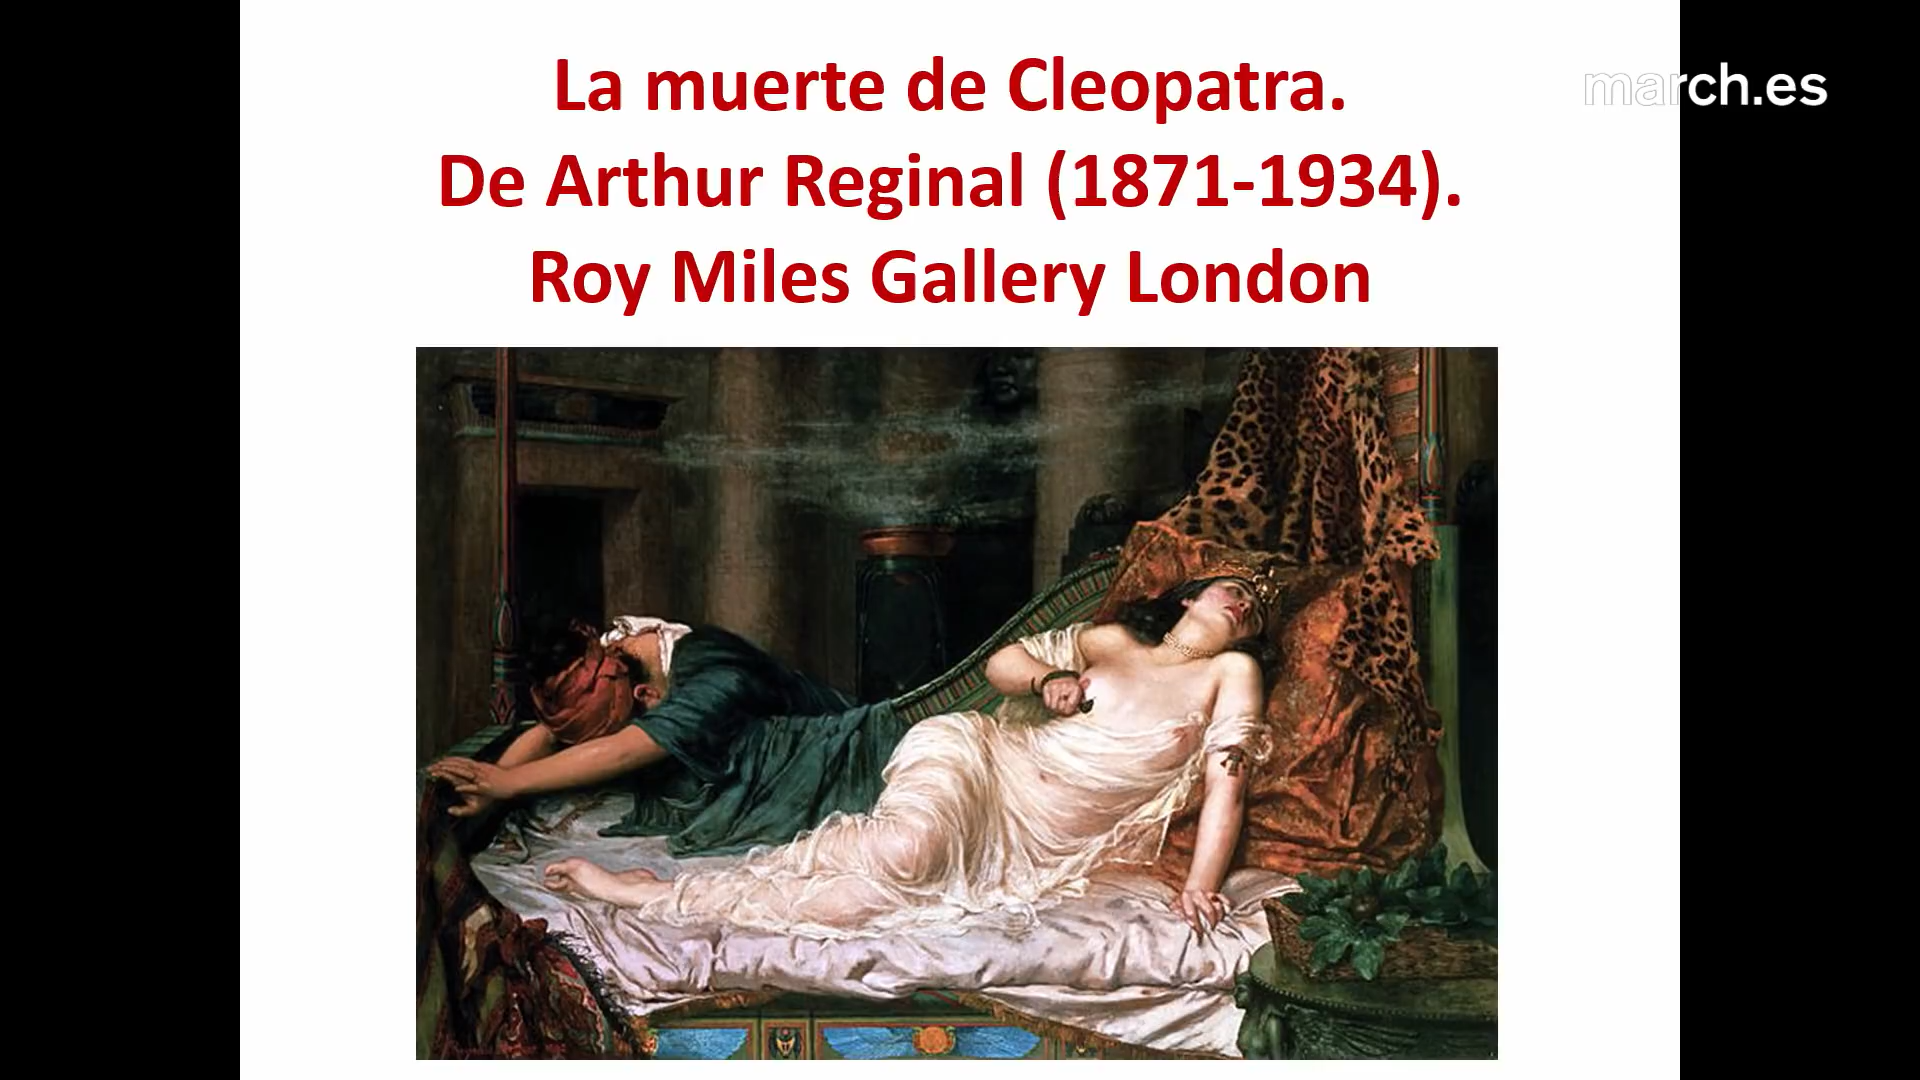 La muerte de Cleopatra.
march.es
De Arthur Reginal (1871-1934).
Roy Miles Gallery London